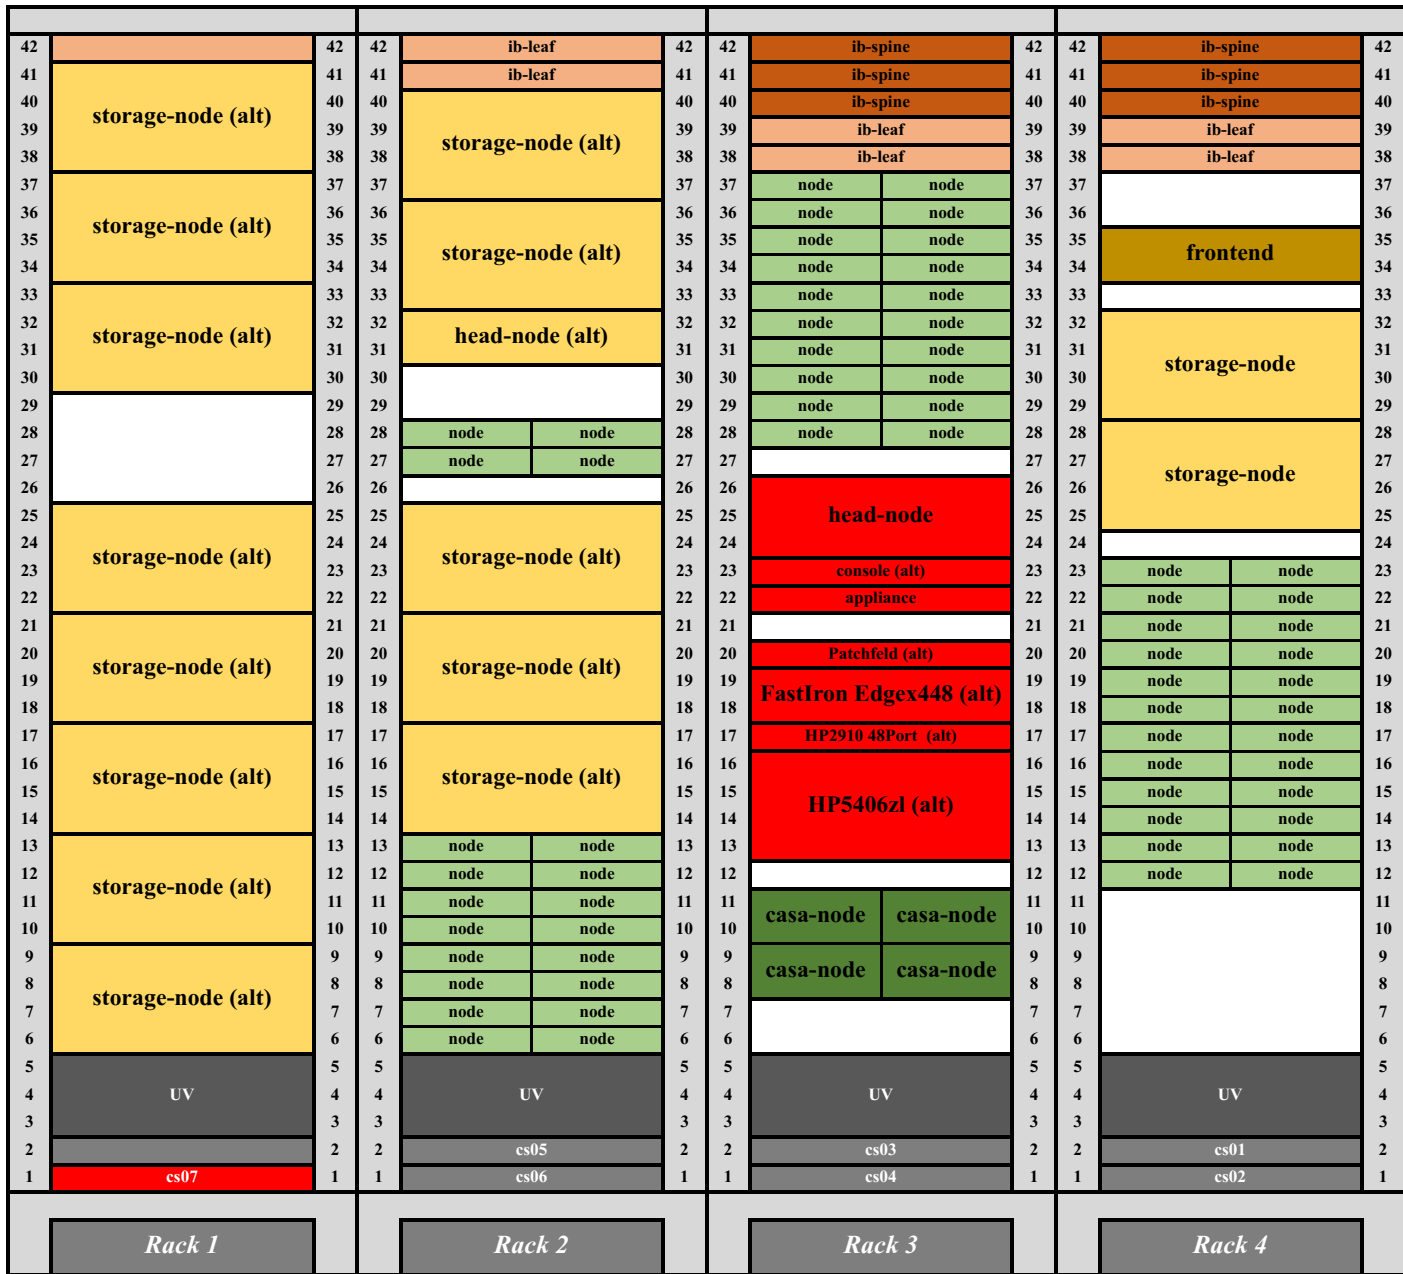 42 42 42 ib-leaf 42 42 ib-spine 42 42 ib-spine 42
41 41 41 ib-leaf 41 41 ib-spine 41 41 ib-spine 41
40 storage-node (alt) 40 40 40 40 ib-spine 40 40 ib-spine 40
39 39 39 storage-node (alt) 39 39 ib-leaf 39 39 ib-leaf 39
38 38 38 38 38 ib-leaf 38 38 ib-leaf 38
37 37 37 37 37 node node 37 37 37
36 storage-node (alt) 36 36 36 36 node node 36 36 36
35 35 35 storage-node (alt) 35 35 node node 35 35 frontend 35
34 34 34 34 34 node node 34 34 34
33 33 33 33 33 node node 33 33 33
32 storage-node (alt) 32 32 head-node (alt) 32 32 node node 32 32 32
31 31 31 31 31 node node 31 31 storage-node 31
30 30 30 30 30 node node 30 30 30
29 29 29 29 29 node node 29 29 29
28 28 28 node node 28 28 node node 28 28 28
27 27 27 node node 27 27 27 27 storage-node 27
26 26 26 26 26 26 26 26
25 25 25 25 25 head-node 25 25 25
24 storage-node (alt) 24 24 storage-node (alt) 24 24 24 24 24
23 23 23 23 23 console (alt) 23 23 node node 23
22 22 22 22 22 appliance 22 22 node node 22
21 21 21 21 21 21 21 node node 21
20 storage-node (alt) 20 20 storage-node (alt) 20 20 Patchfeld (alt) 20 20 node node 20
19 19 19 19 19 FastIron Edgex448 (alt) 19 19 node node 19
18 18 18 18 18 18 18 node node 18
17 17 17 17 17 HP2910 48Port (alt) 17 17 node node 17
16 storage-node (alt) 16 16 storage-node (alt) 16 16 16 16 node node 16
15 15 15 15 15 HP5406zl (alt) 15 15 node node 15
14 14 14 14 14 14 14 node node 14
13 13 13 node node 13 13 13 13 node node 13
12 storage-node (alt) 12 12 node node 12 12 12 12 node node 12
11 11 11 node node 11 11 casa-node casa-node 11 11 11
10 10 10 node node 10 10 10 10 10
9 9 9 node node 9 9 casa-node casa-node 9 9 9
8 storage-node (alt) 8 8 node node 8 8 8 8 8
7 7 7 node node 7 7 7 7 7
6 6 6 node node 6 6 6 6 6
5 5 5 5 5 5 5 5
4 UV 4 4 UV 4 4 UV 4 4 UV 4
3 3 3 3 3 3 3 3
2 2 2 cs05 2 2 cs03 2 2 cs01 2
1 cs07 1 1 cs06 1 1 cs04 1 1 cs02 1
Rack 1 Rack 2 Rack 3 Rack 4